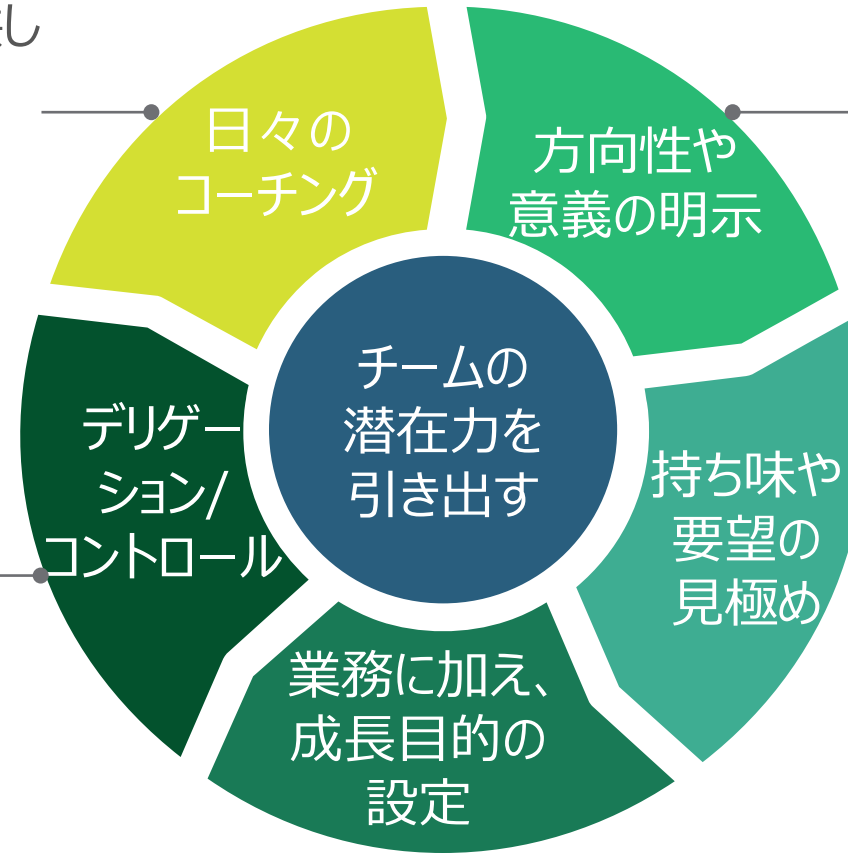 し
日々の
コーチング
方向性や
意義の明示
チームの
潜在力を
引き出す
デリゲー
ション/
コントロール
持ち味や
要望の
見極め
業務に加え、
成長目的の
設定